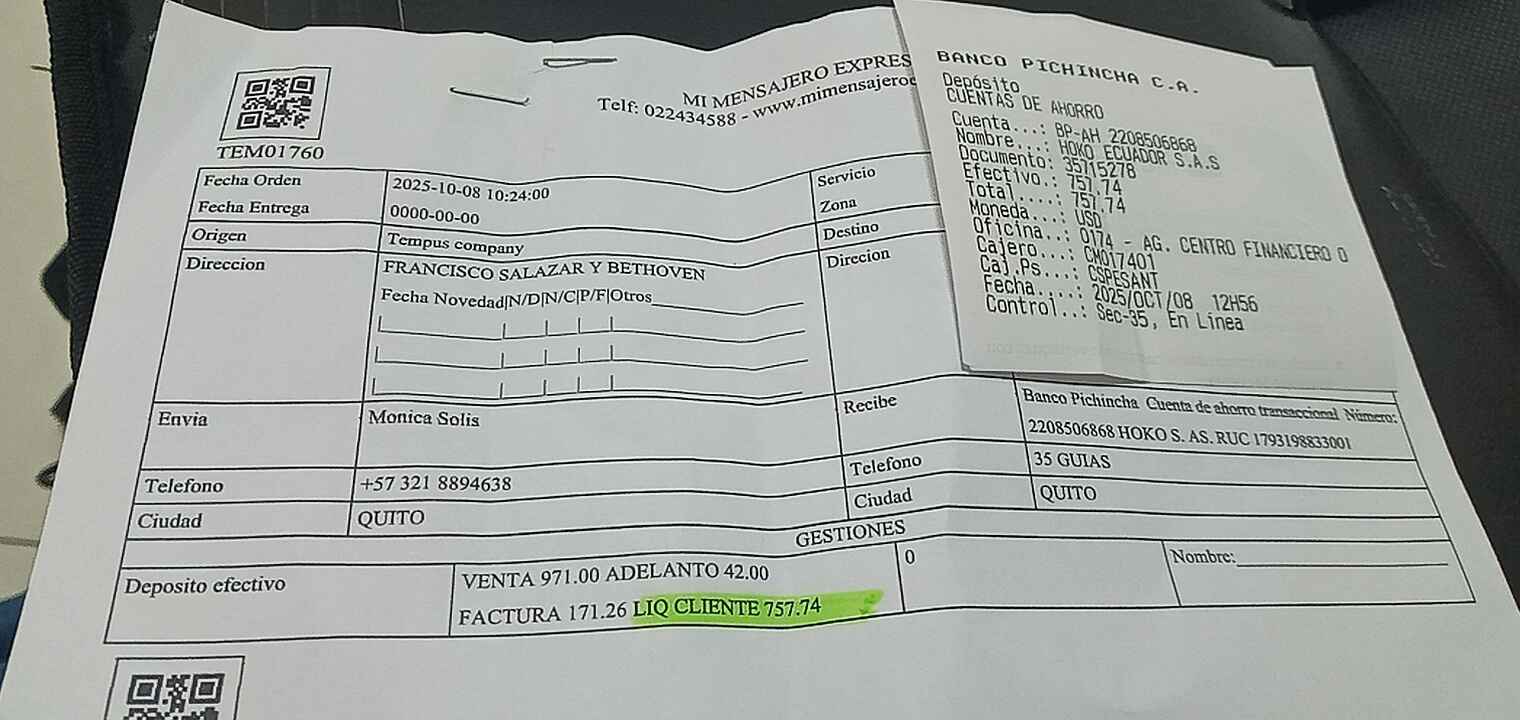 MI MENSAJERO EXPRES
Telf: 022434588 - www.mimensajeroe
TEM01760
Fecha Orden 2025-10-08 10:24:00 Servicio
Fecha Entrega 0000-00-00 Zona
Origen Tempus company Destino
Direccion FRANCISCO SALAZAR Y BETHOVEN Direcion
Fecha Novedad|N/D|N/C|P/F|Otros
Envia Monica Solis Recibe Banco Pichincha Cuenta de ahorro transaccional Número:
2208506868 HOKO S. AS. RUC 1793198833001
Telefono +57 321 8894638 Telefono 35 GUIAS
Ciudad QUITO Ciudad QUITO
GESTIONES
Deposito efectivo VENTA 971.00 ADELANTO 42.00 0 Nombre:
FACTURA 171.26 LIQ CLIENTE 757.74
BANCO PICHINCHA C.A.
Depósito
CUENTAS DE AHORRO
Cuenta...: BP-AH 2208506868
Nombre...: HOKO ECUADOR S.A.S
Documento: 35715278
Efectivo.: 757.74
Total....: 757.74
Moneda...: USD
Oficina..: 0174 - AG. CENTRO FINANCIERO O
Cajero...: CM017401
Caj.Ps...: CSPESANT
Fecha....: 2025/OCT/08 12H56
Control..: Sec-35, En Línea